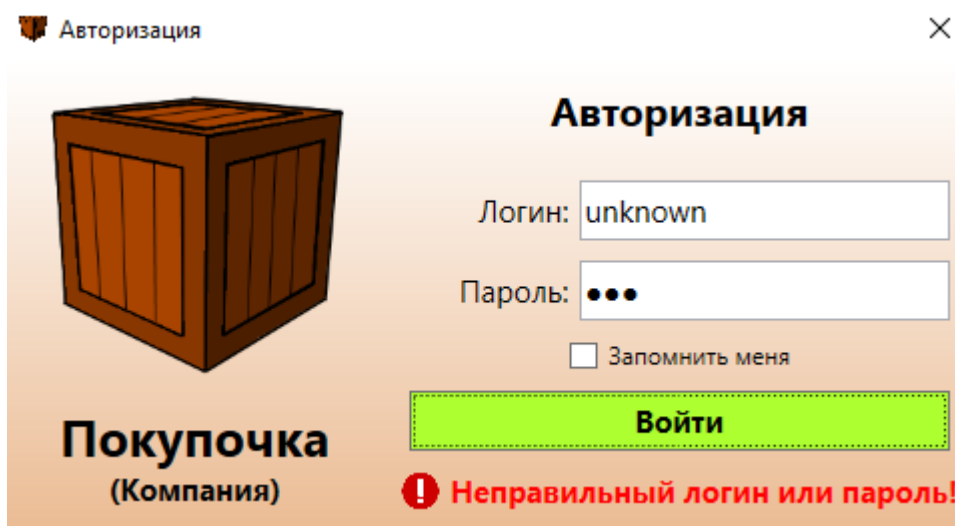 Авторизация
Авторизация
Логин: unknown
Пароль: ●●●
Запомнить меня
Войти
Неправильный логин или пароль!
Покупочка
(Компания)